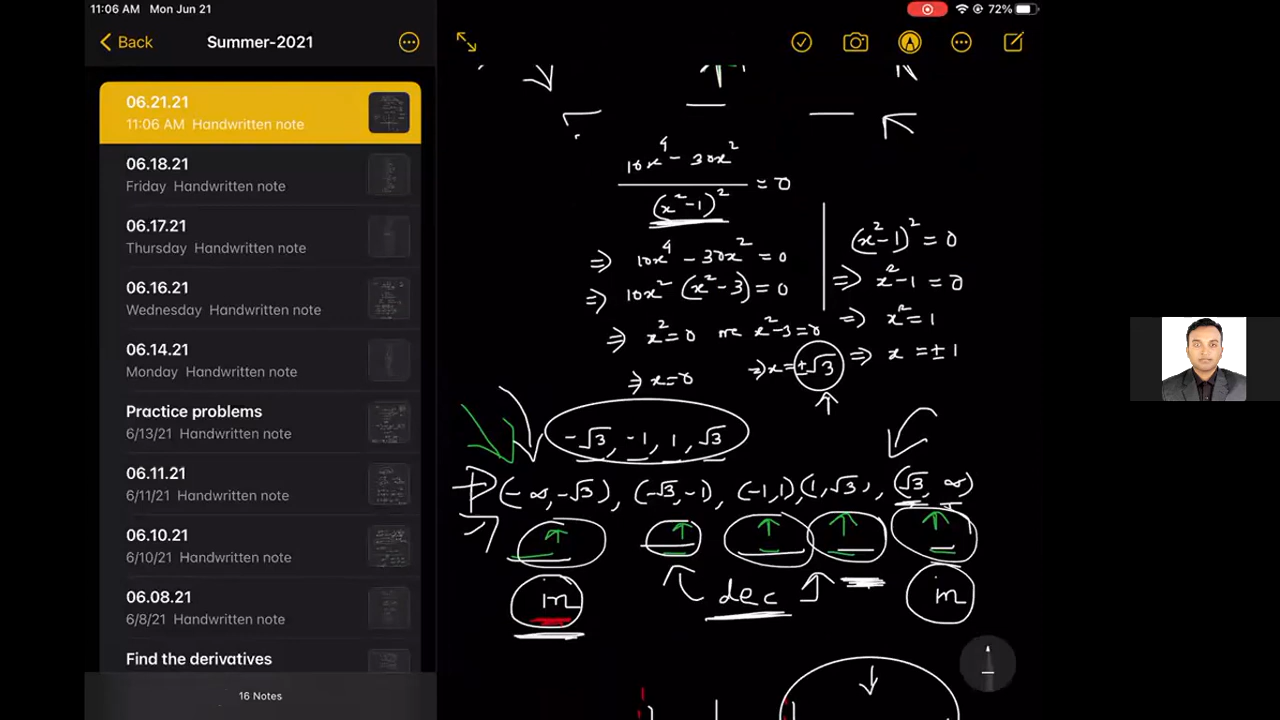 11:06 AM Mon Jun 21
72%
Back
Summer-2021
06.21.21
11:06 AM Handwritten note
06.18.21
Friday Handwritten note
06.17.21
Thursday Handwritten note
06.16.21
Wednesday Handwritten note
06.14.21
Monday Handwritten note
Practice problems
6/13/21 Handwritten note
06.11.21
6/11/21 Handwritten note
06.10.21
6/10/21 Handwritten note
06.08.21
6/8/21 Handwritten note
Find the derivatives
16 Notes
10x⁴ - 30x² / (x²-1)² = 0
⇒ 10x⁴ - 30x² = 0
⇒ 10x² (x²-3) = 0
⇒ x² = 0 or x²-3=0
⇒ x=0 ⇒ x= ±√3
(x²-1)² = 0
⇒ x²-1 = 0
⇒ x² = 1
⇒ x = ±1
-√3, -1, 1, √3
(-∞, -√3), (-√3, -1), (-1, 1) (1, √3), (√3, ∞)
in dec in